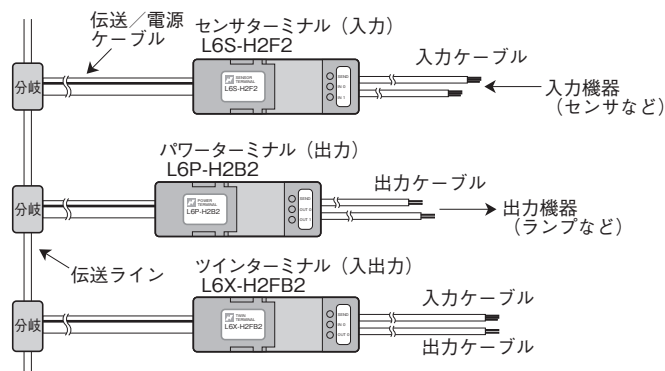 伝送／電源
ケーブル
センサターミナル（入力）
L6S-H2F2
入力ケーブル
分岐
SENSOR
TERMINAL
L6S-H2F2
SEND
IN 0
IN 1
入力機器
（センサなど）
パワーターミナル（出力）
L6P-H2B2
出力ケーブル
分岐
POWER
TERMINAL
L6P-H2B2
SEND
OUT 0
OUT 1
出力機器
（ランプなど）
伝送ライン
ツインターミナル（入出力）
L6X-H2FB2
入力ケーブル
分岐
TWIN
TERMINAL
L6X-H2FB2
SEND
IN 0
OUT 0
出力ケーブル